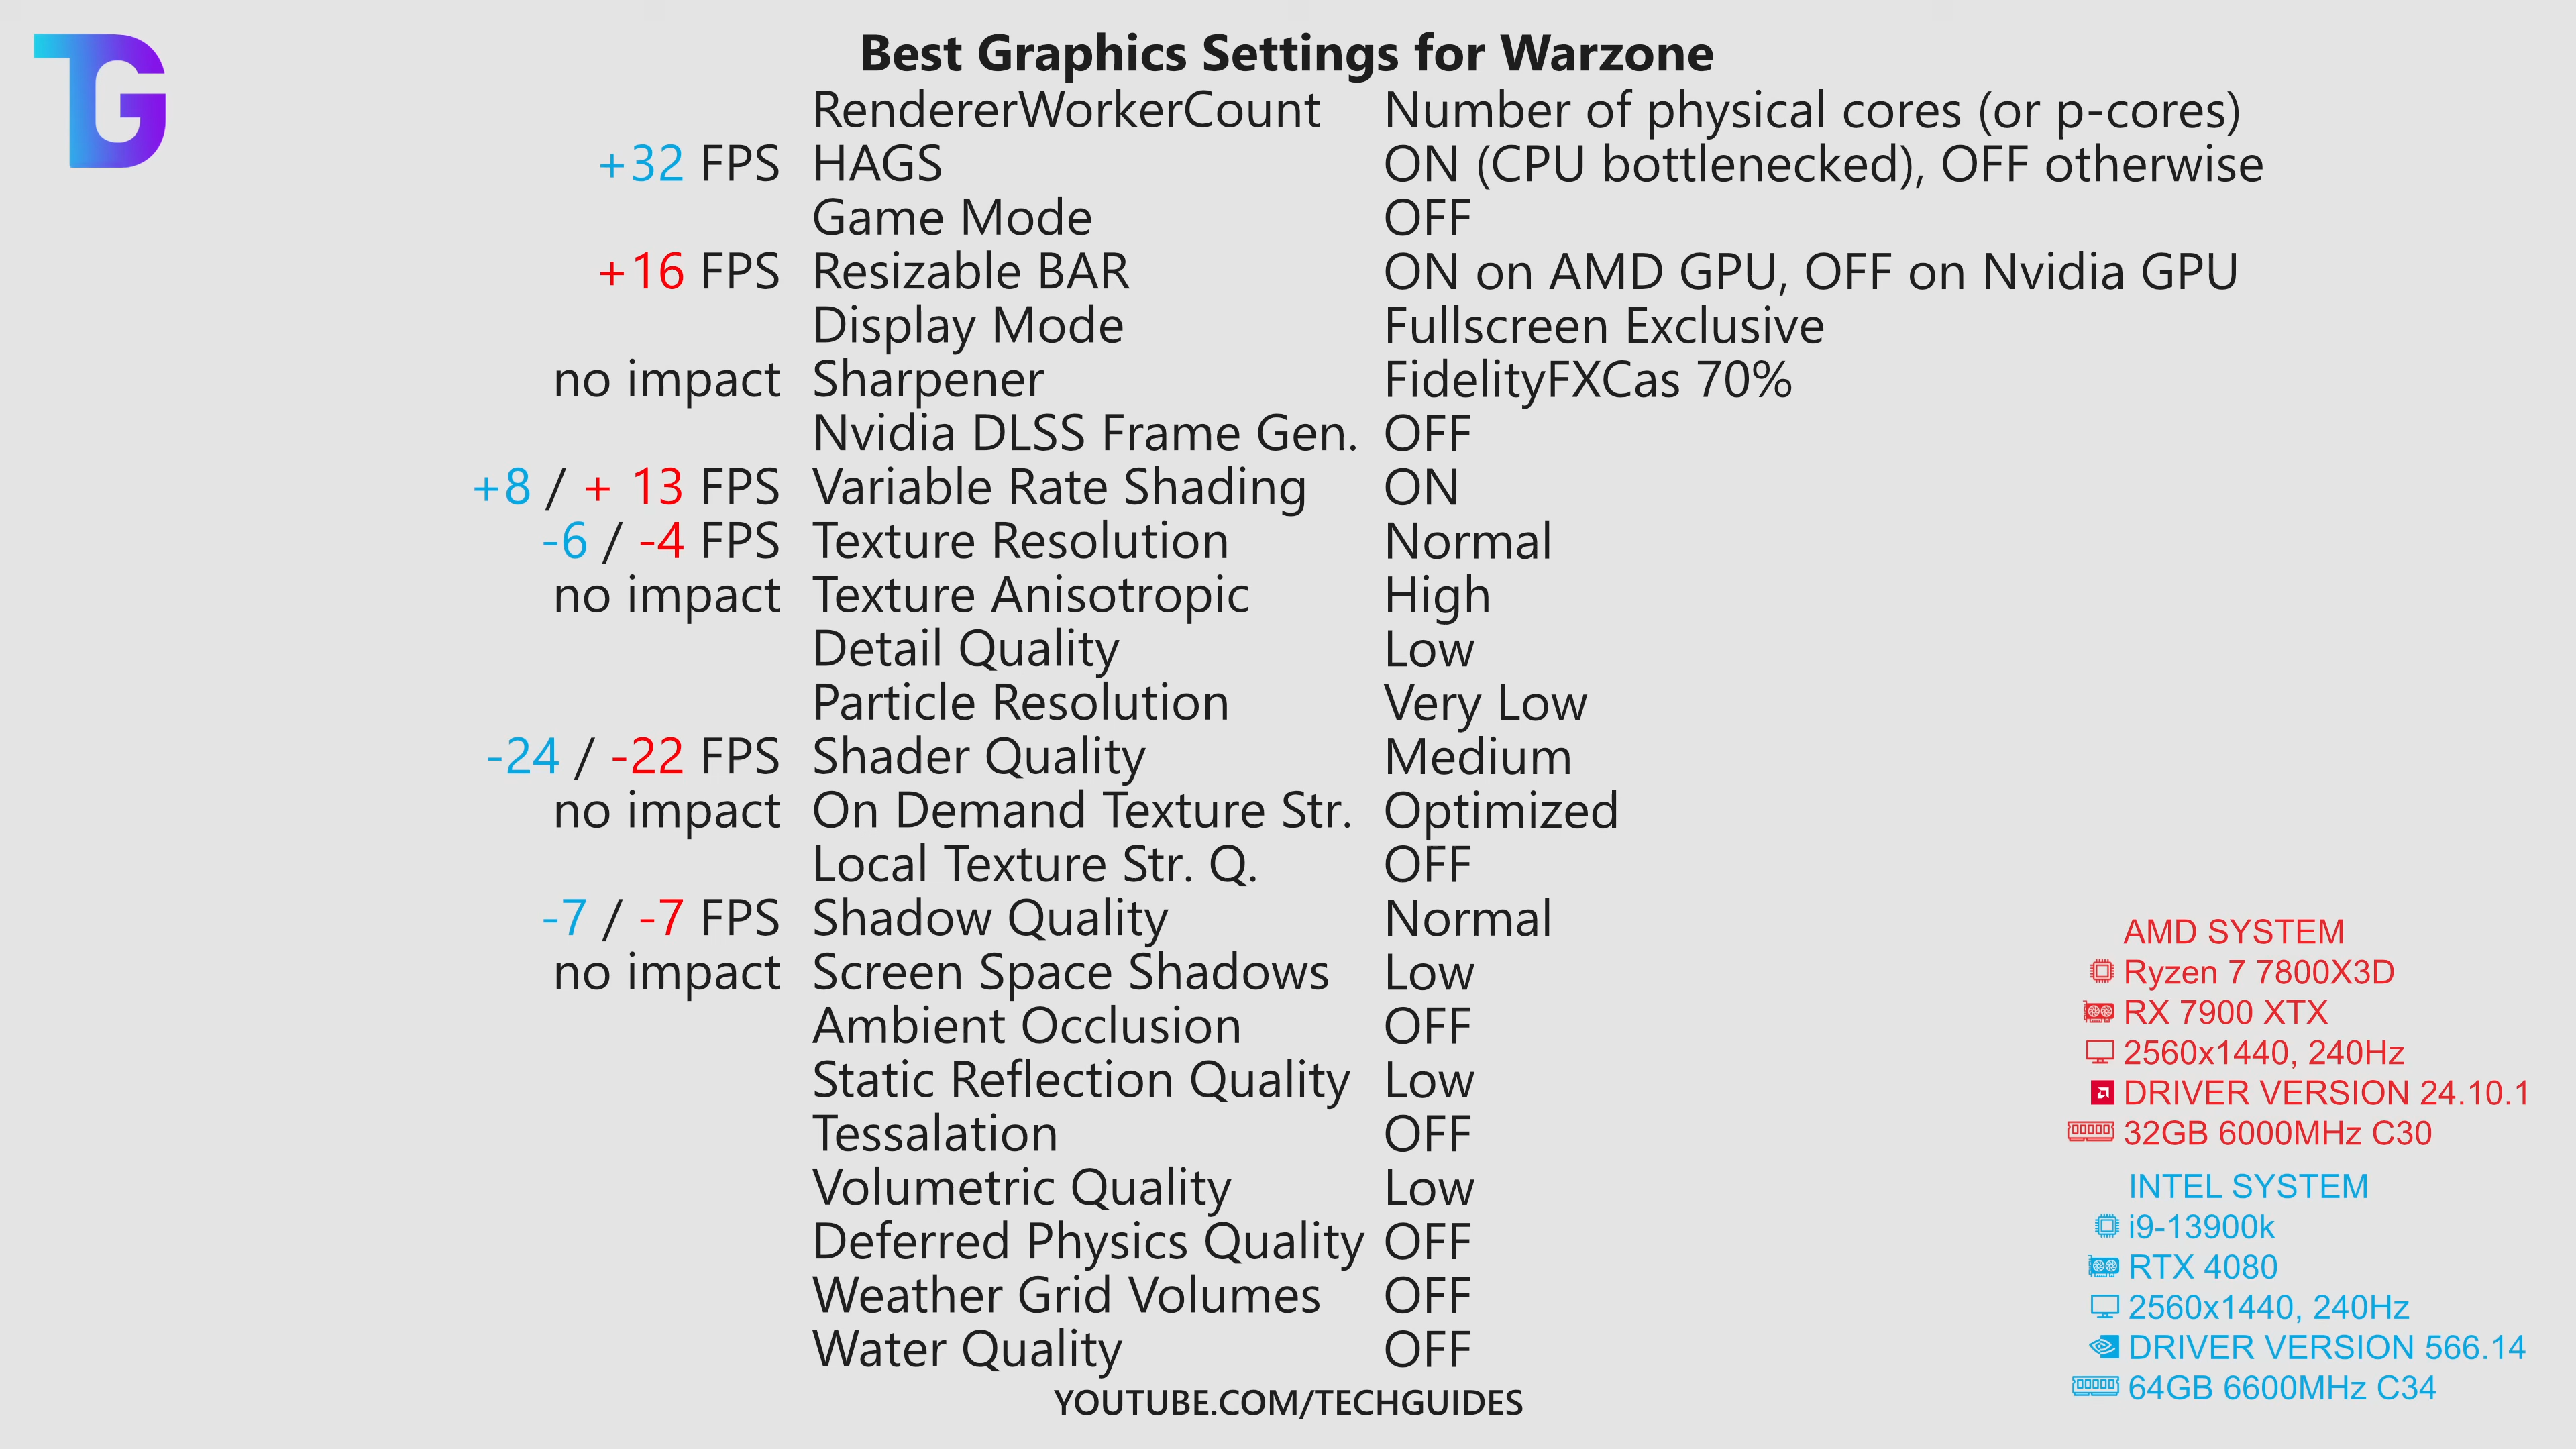 TG
Best Graphics Settings for Warzone
RendererWorkerCount Number of physical cores (or p-cores)
+32 FPS HAGS ON (CPU bottlenecked), OFF otherwise
Game Mode OFF
+16 FPS Resizable BAR ON on AMD GPU, OFF on Nvidia GPU
Display Mode Fullscreen Exclusive
no impact Sharpener FidelityFXCas 70%
Nvidia DLSS Frame Gen. OFF
+8 / + 13 FPS Variable Rate Shading ON
-6 / -4 FPS Texture Resolution Normal
no impact Texture Anisotropic High
Detail Quality Low
Particle Resolution Very Low
-24 / -22 FPS Shader Quality Medium
no impact On Demand Texture Str. Optimized
Local Texture Str. Q. OFF
-7 / -7 FPS Shadow Quality Normal
no impact Screen Space Shadows Low
Ambient Occlusion OFF
Static Reflection Quality Low
Tessalation OFF
Volumetric Quality Low
Deferred Physics Quality OFF
Weather Grid Volumes OFF
Water Quality OFF
YOUTUBE.COM/TECHGUIDES
AMD SYSTEM
Ryzen 7 7800X3D
RX 7900 XTX
2560x1440, 240Hz
DRIVER VERSION 24.10.1
32GB 6000MHz C30
INTEL SYSTEM
i9-13900k
RTX 4080
2560x1440, 240Hz
DRIVER VERSION 566.14
64GB 6600MHz C34